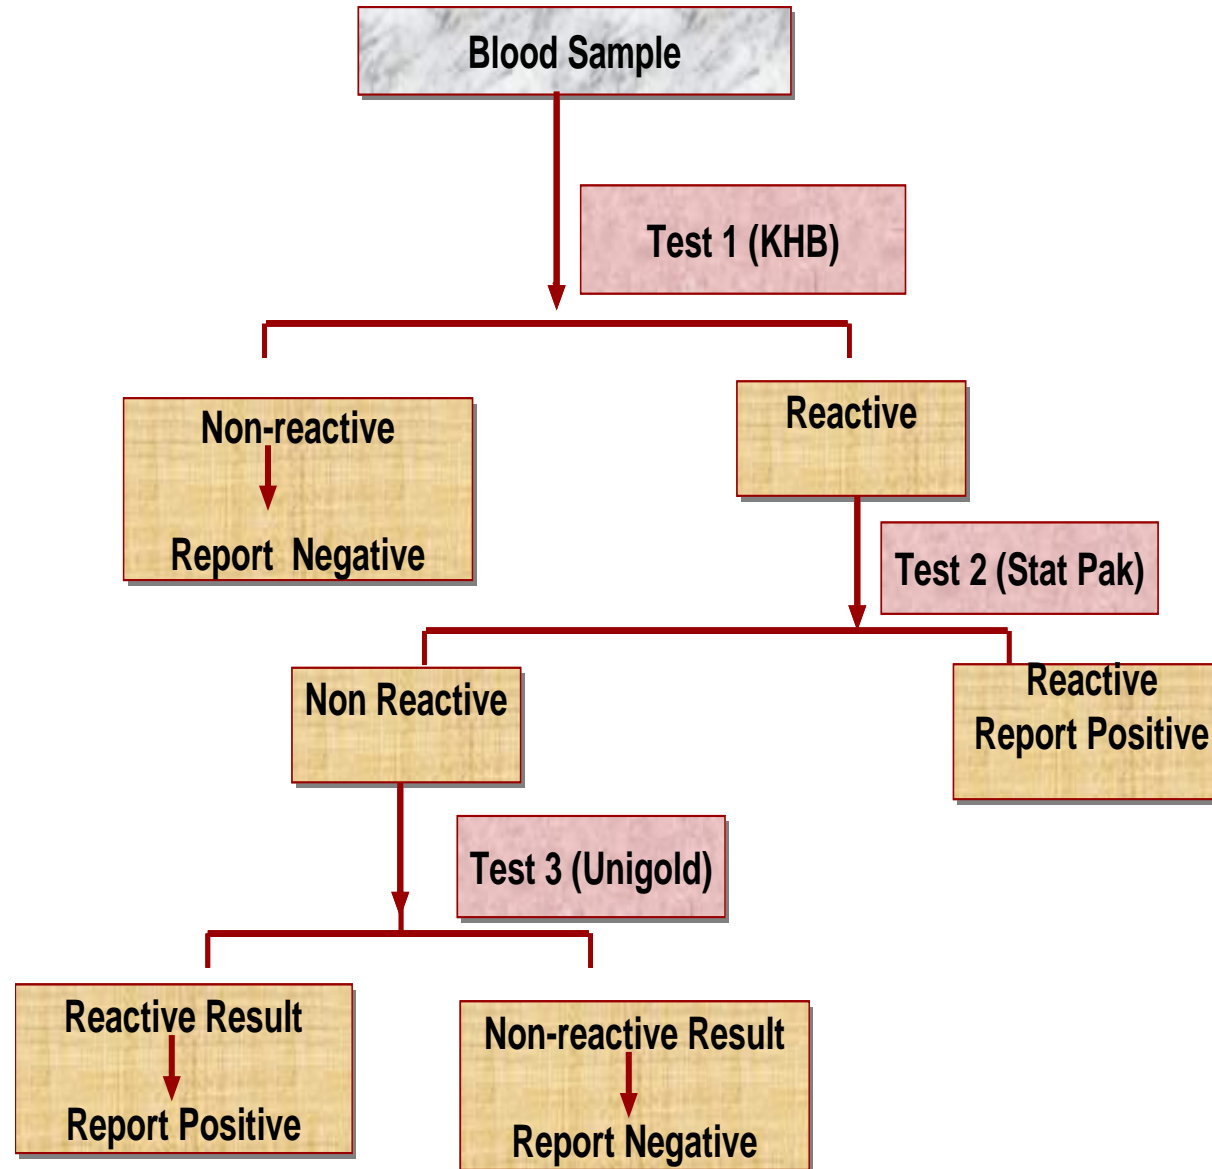 Blood Sample
Test 1 (KHB)
Non-reactive
Report Negative
Reactive
Test 2 (Stat Pak)
Non Reactive
Reactive
Report Positive
Test 3 (Unigold)
Reactive Result
Report Positive
Non-reactive Result
Report Negative